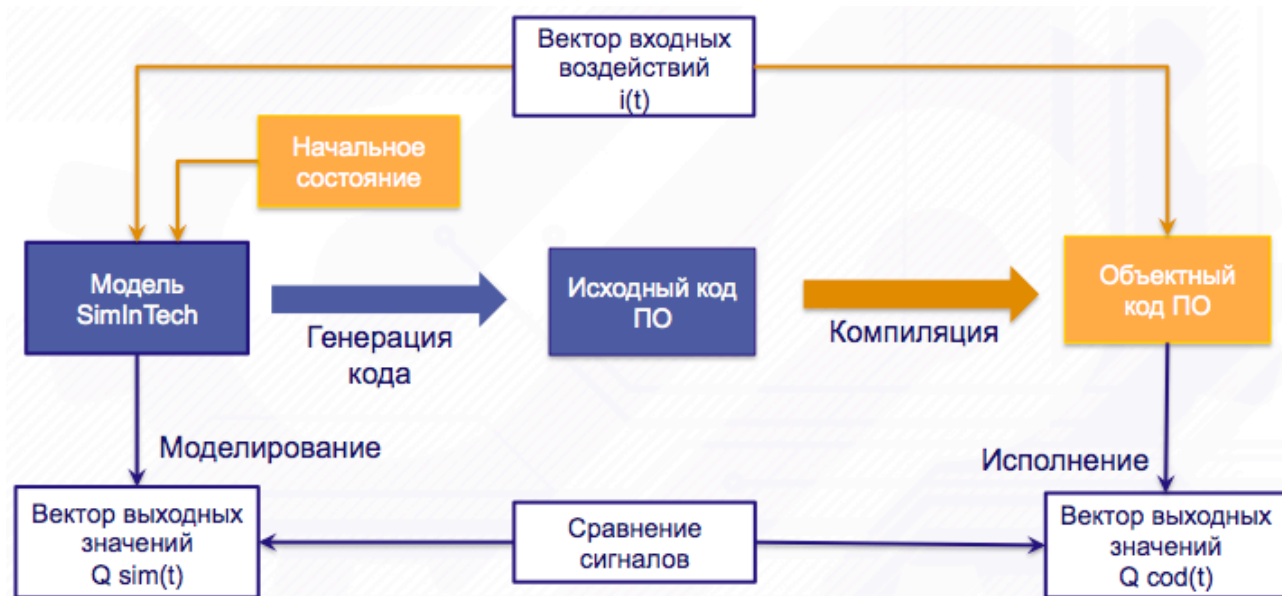 Вектор входных
воздействий
i(t)
Начальное
состояние
Модель
SimInTech
Генерация
кода
Исходный код
ПО
Компиляция
Объектный
код ПО
Моделирование
Исполнение
Вектор выходных
значений
Q sim(t)
Сравнение
сигналов
Вектор выходных
значений
Q cod(t)